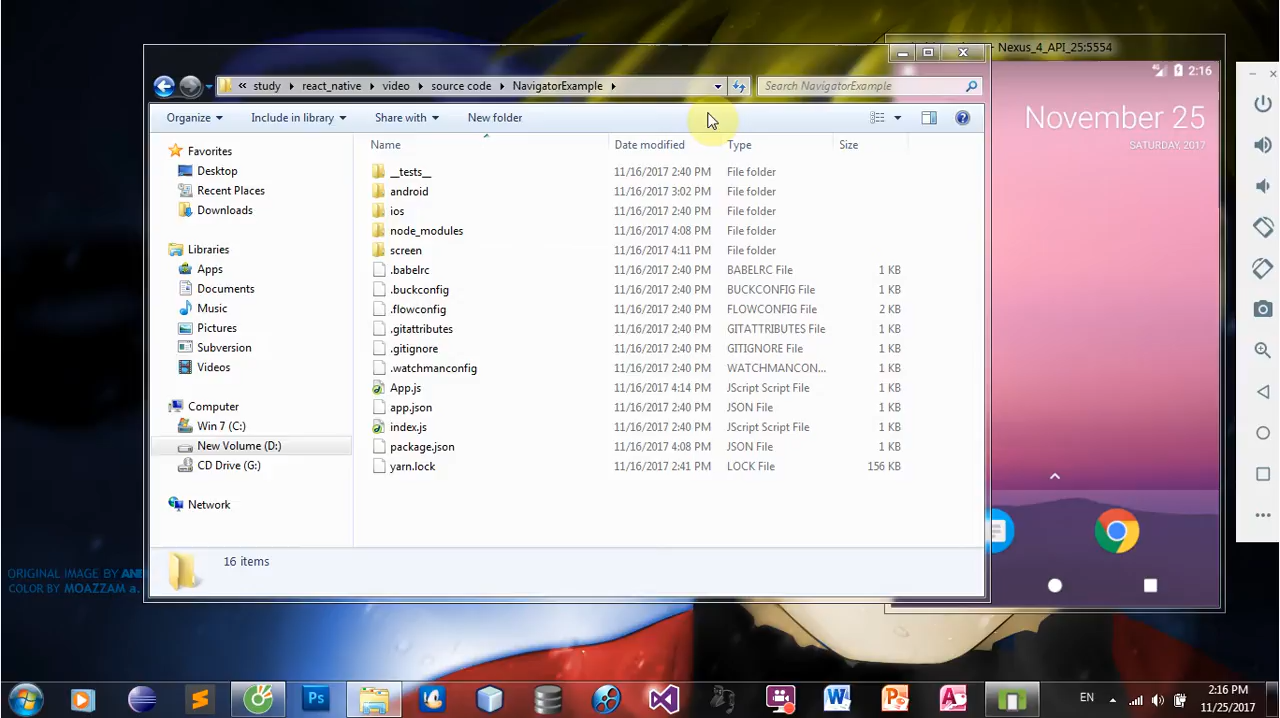 - Nexus_4_API_25:5554
« study react_native video source code NavigatorExample
Search NavigatorExample
2:16
November 25
SATURDAY, 2017
Organize Include in library Share with New folder
Name Date modified Type Size
Favorites
Desktop
Recent Places
Downloads
Libraries
Apps
Documents
Music
Pictures
Subversion
Videos
Computer
Win 7 (C:)
New Volume (D:)
CD Drive (G:)
Network
__tests__ 11/16/2017 2:40 PM File folder
android 11/16/2017 3:02 PM File folder
ios 11/16/2017 2:40 PM File folder
node_modules 11/16/2017 4:08 PM File folder
screen 11/16/2017 4:11 PM File folder
.babelrc 11/16/2017 2:40 PM BABELRC File 1 KB
.buckconfig 11/16/2017 2:40 PM BUCKCONFIG File 1 KB
.flowconfig 11/16/2017 2:40 PM FLOWCONFIG File 2 KB
.gitattributes 11/16/2017 2:40 PM GITATTRIBUTES File 1 KB
.gitignore 11/16/2017 2:40 PM GITIGNORE File 1 KB
.watchmanconfig 11/16/2017 2:40 PM WATCHMANCON... 1 KB
App.js 11/16/2017 4:14 PM JScript Script File 1 KB
app.json 11/16/2017 2:40 PM JSON File 1 KB
index.js 11/16/2017 2:40 PM JScript Script File 1 KB
package.json 11/16/2017 4:08 PM JSON File 1 KB
yarn.lock 11/16/2017 2:41 PM LOCK File 156 KB
16 items
ORIGINAL IMAGE BY AN
COLOR BY MOAZZAM a.
Ps
EN
2:16 PM
11/25/2017